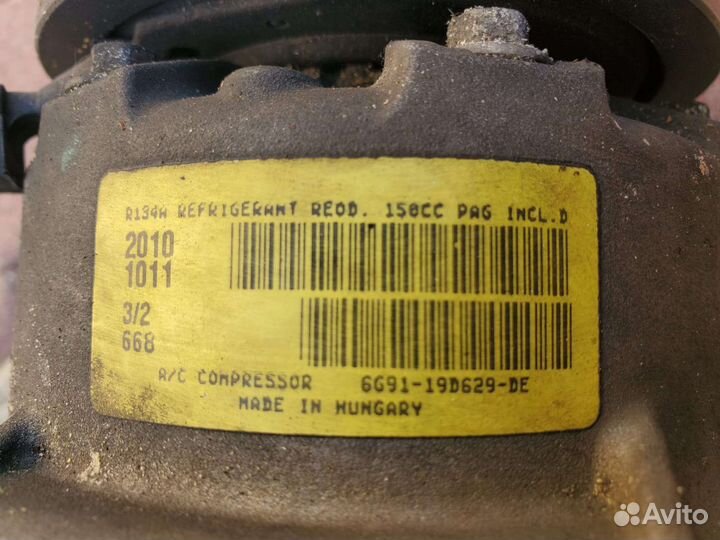 R134A REFRIGERANT REQD. 150CC PAG INCL.D
2010
1011
3/2
668
A/C COMPRESSOR 6G91-19D629-DE
MADE IN HUNGARY
Avito